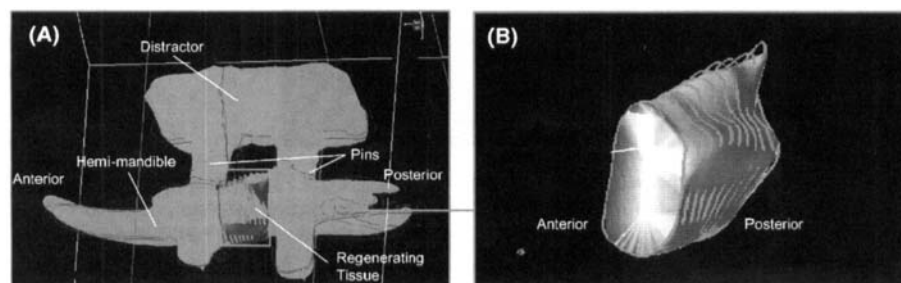 (A)
Distractor
Hemi-mandible
Pins
Anterior
Posterior
Regenerating
Tissue
(B)
Anterior
Posterior